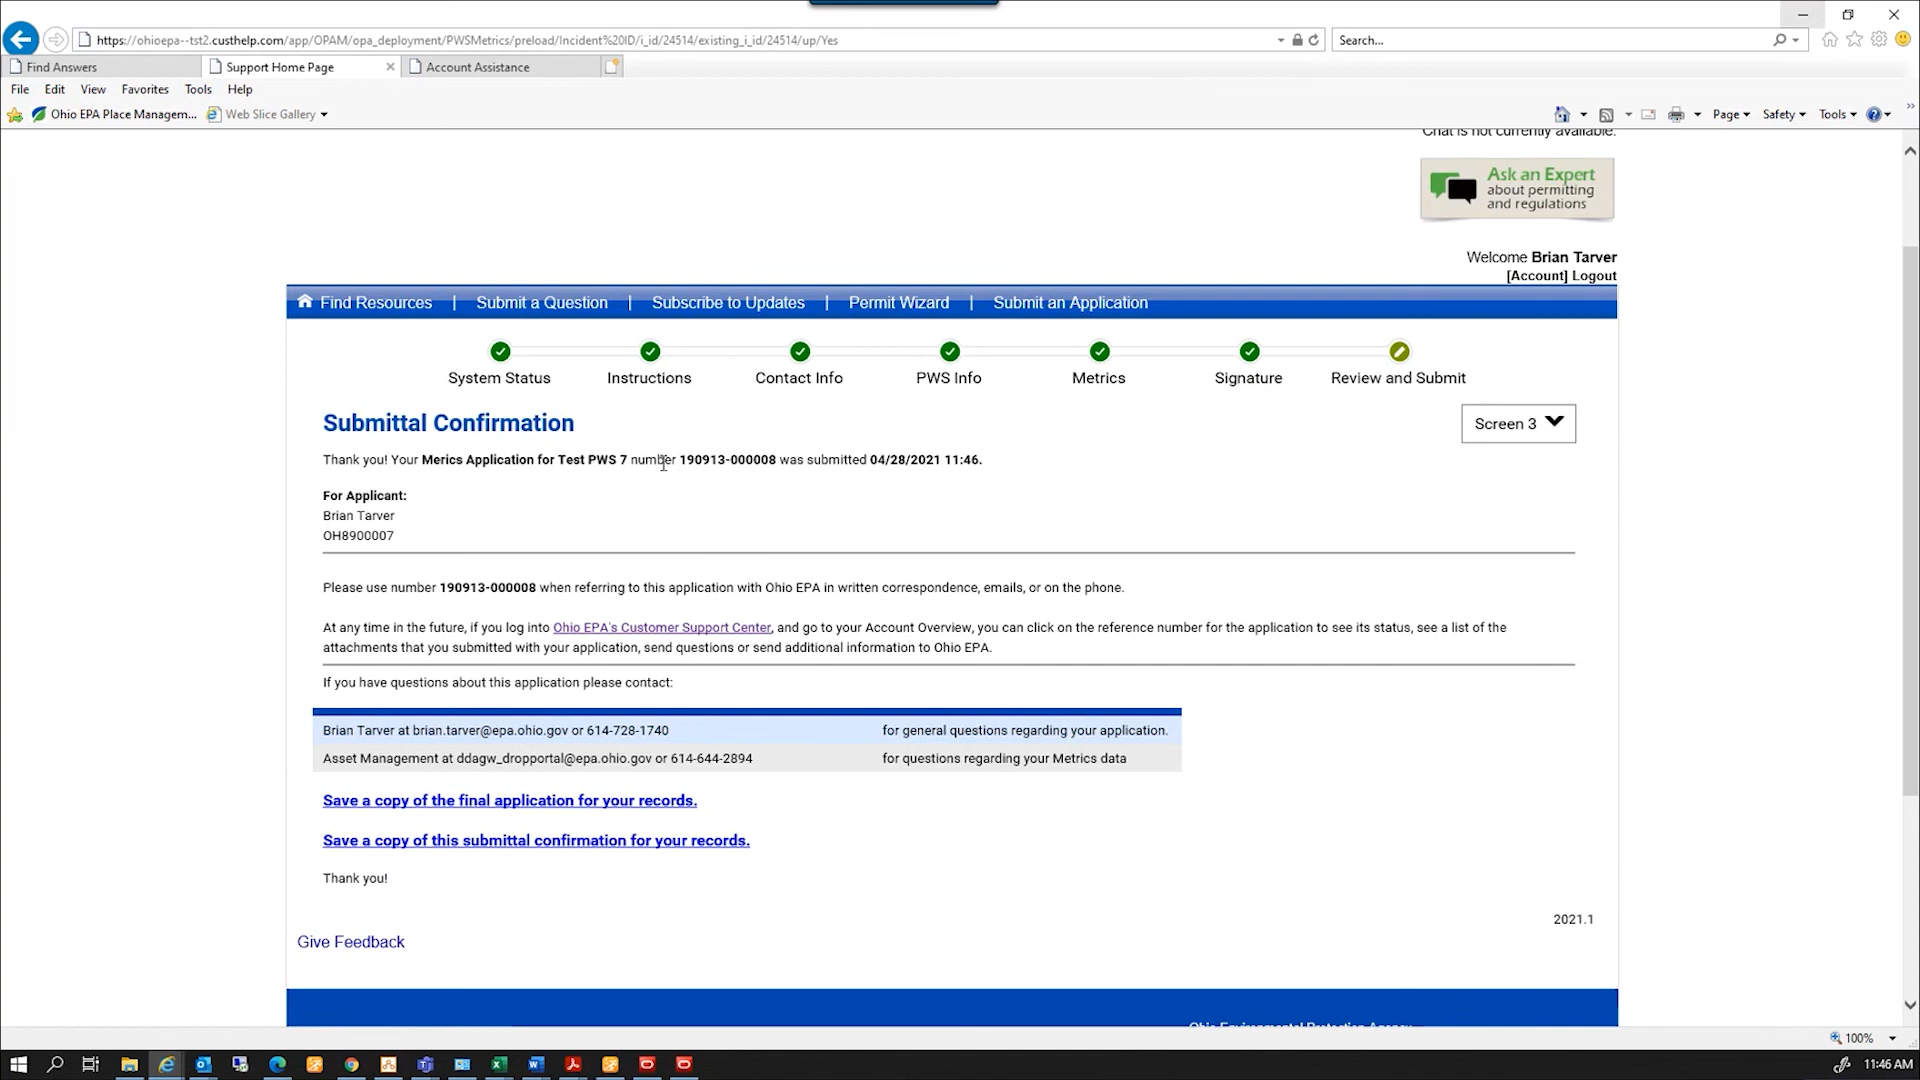 https://ohioepa--tst2.custhelp.com/app/OPAM/opa_deployment/PWSMetrics/preload/Incident%20ID/i_id/24514/existing_i_id/24514/up/Yes
Search...
Find Answers
Support Home Page
Account Assistance
File Edit View Favorites Tools Help
Ohio EPA Place Managem... Web Slice Gallery
Page Safety Tools
Chat is not currently available.
Ask an Expert
about permitting
and regulations
Welcome Brian Tarver
[Account] Logout
Find Resources | Submit a Question | Subscribe to Updates | Permit Wizard | Submit an Application
System Status Instructions Contact Info PWS Info Metrics Signature Review and Submit
Submittal Confirmation
Screen 3
Thank you! Your Merics Application for Test PWS 7 number 190913-000008 was submitted 04/28/2021 11:46.
For Applicant:
Brian Tarver
OH8900007
Please use number 190913-000008 when referring to this application with Ohio EPA in written correspondence, emails, or on the phone.
At any time in the future, if you log into Ohio EPA's Customer Support Center, and go to your Account Overview, you can click on the reference number for the application to see its status, see a list of the
attachments that you submitted with your application, send questions or send additional information to Ohio EPA.
If you have questions about this application please contact:
Brian Tarver at brian.tarver@epa.ohio.gov or 614-728-1740 for general questions regarding your application.
Asset Management at ddagw_dropportal@epa.ohio.gov or 614-644-2894 for questions regarding your Metrics data
Save a copy of the final application for your records.
Save a copy of this submittal confirmation for your records.
Thank you!
2021.1
Give Feedback
Ohio Environmental Protection Agency
100%
11:46 AM